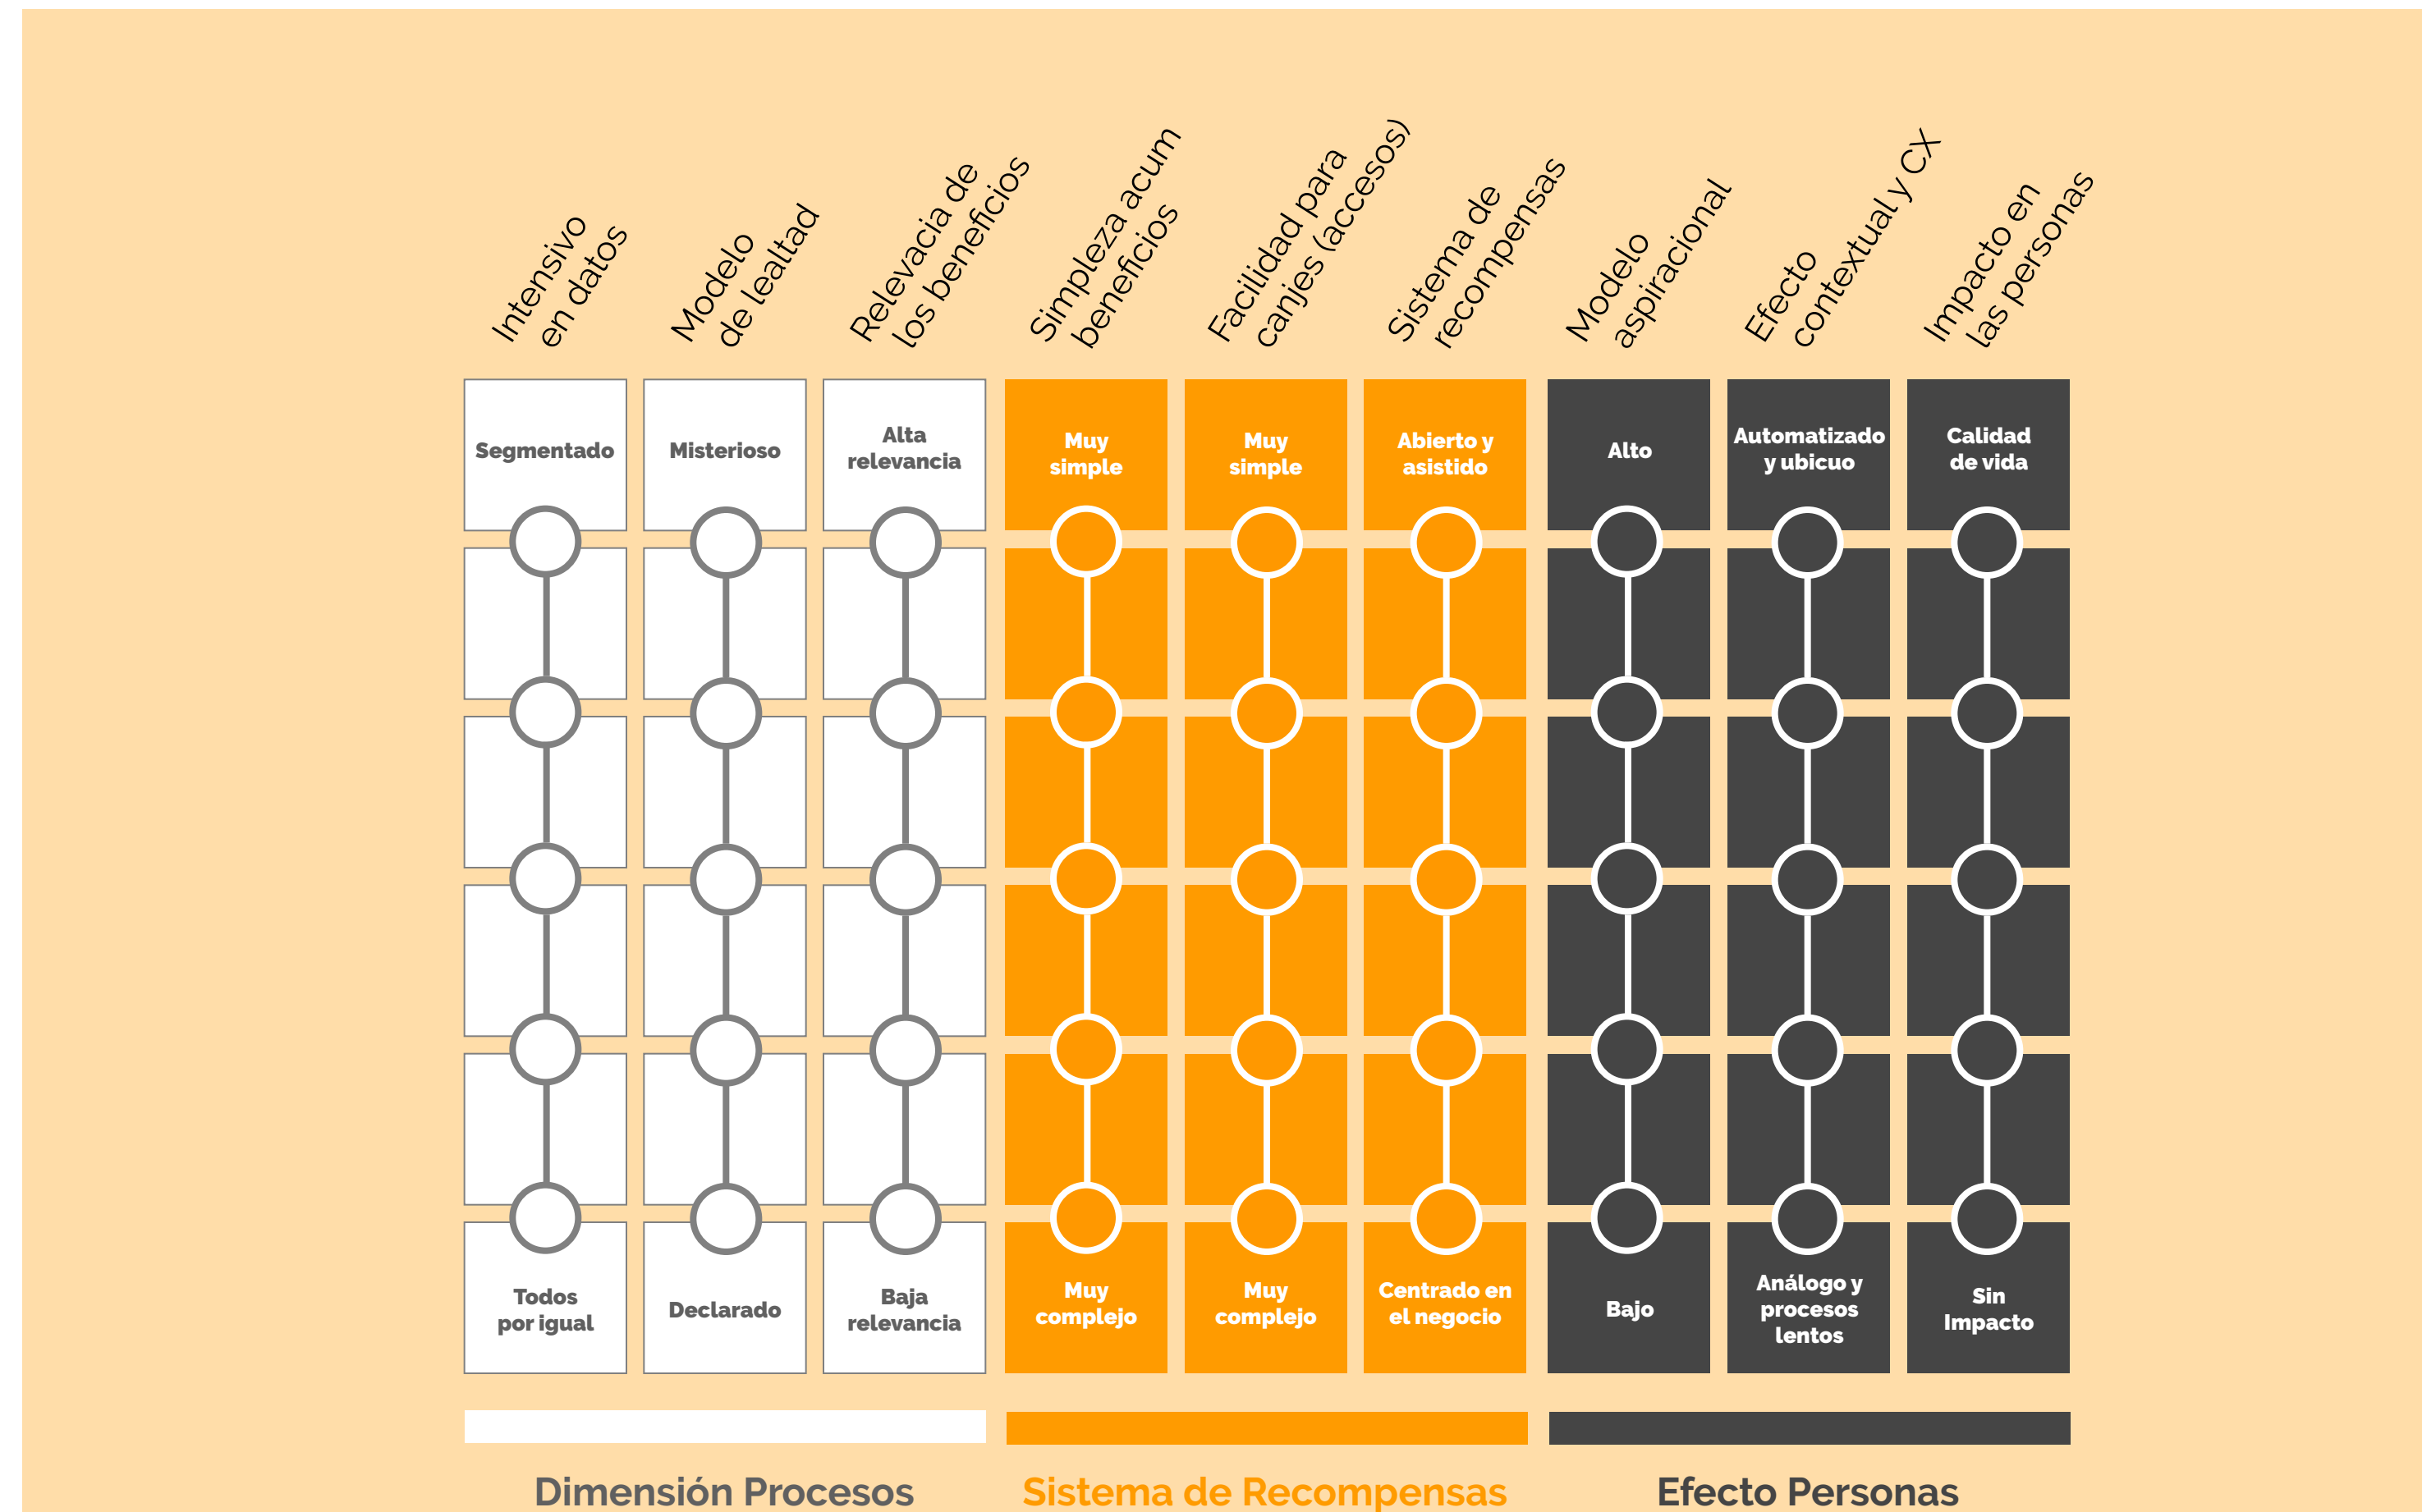 Intensivo
en datos
Modelo
de lealtad
Relevacia de
los beneficios
Simpleza acum
beneficios
Facilidad para
canjes (accesos)
Sistema de
recompensas
Modelo
aspiracional
Efecto
contextual y CX
Impacto en
las personas
Segmentado
Misterioso
Alta
relevancia
Muy
simple
Muy
simple
Abierto y
asistido
Alto
Automatizado
y ubicuo
Calidad
de vida
Todos
por igual
Declarado
Baja
relevancia
Muy
complejo
Muy
complejo
Centrado en
el negocio
Bajo
Análogo y
procesos
lentos
Sin
Impacto
Dimensión Procesos
Sistema de Recompensas
Efecto Personas